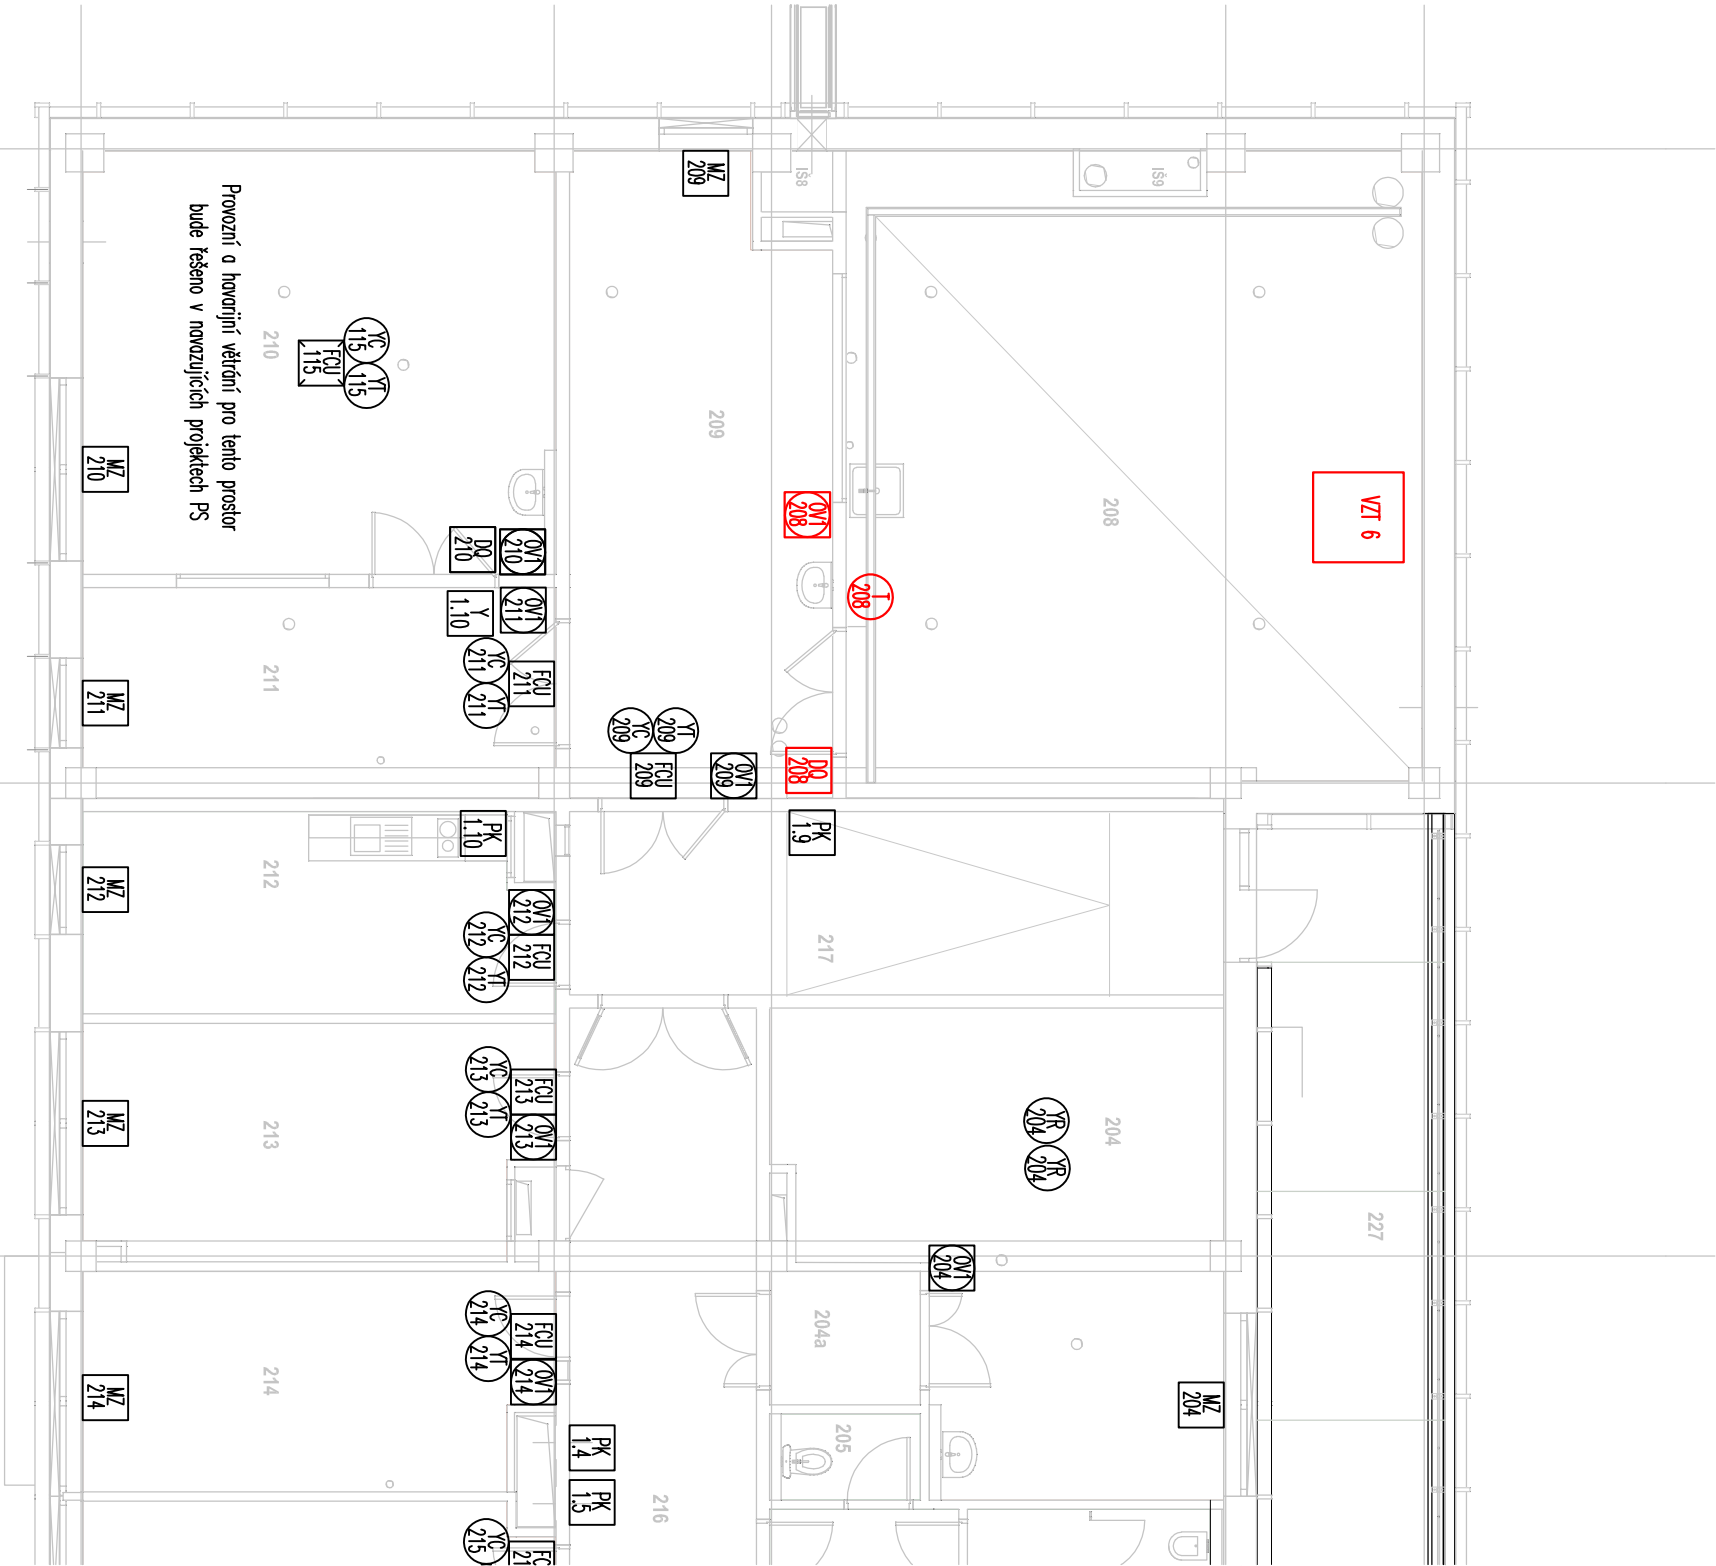 IŠ8
IŠ9
MZ
209
Provozní a havarijní větrání pro tento prostor
bude řešeno v navazujících projektech PS
210
YC
115
YT
115
FCU
115
209
208
VZT 6
MZ
210
OV1
208
DQ
210
OV1
210
T
208
Y
1.10
OV1
211
211
YC
211
YT
211
FCU
211
MZ
211
YC
209
YT
209
FCU
209
OV1
209
DQ
208
PK
1.10
PK
1.9
212
MZ
212
OV1
212
FCU
212
YC
212
YT
212
217
YC
213
YT
213
FCU
213
OV1
213
MZ
213
213
YR
204
YR
204
204
227
OV1
204
204a
YC
214
YT
214
FCU
214
OV1
214
MZ
214
214
MZ
204
PK
1.4
PK
1.5
205
216
YC
215